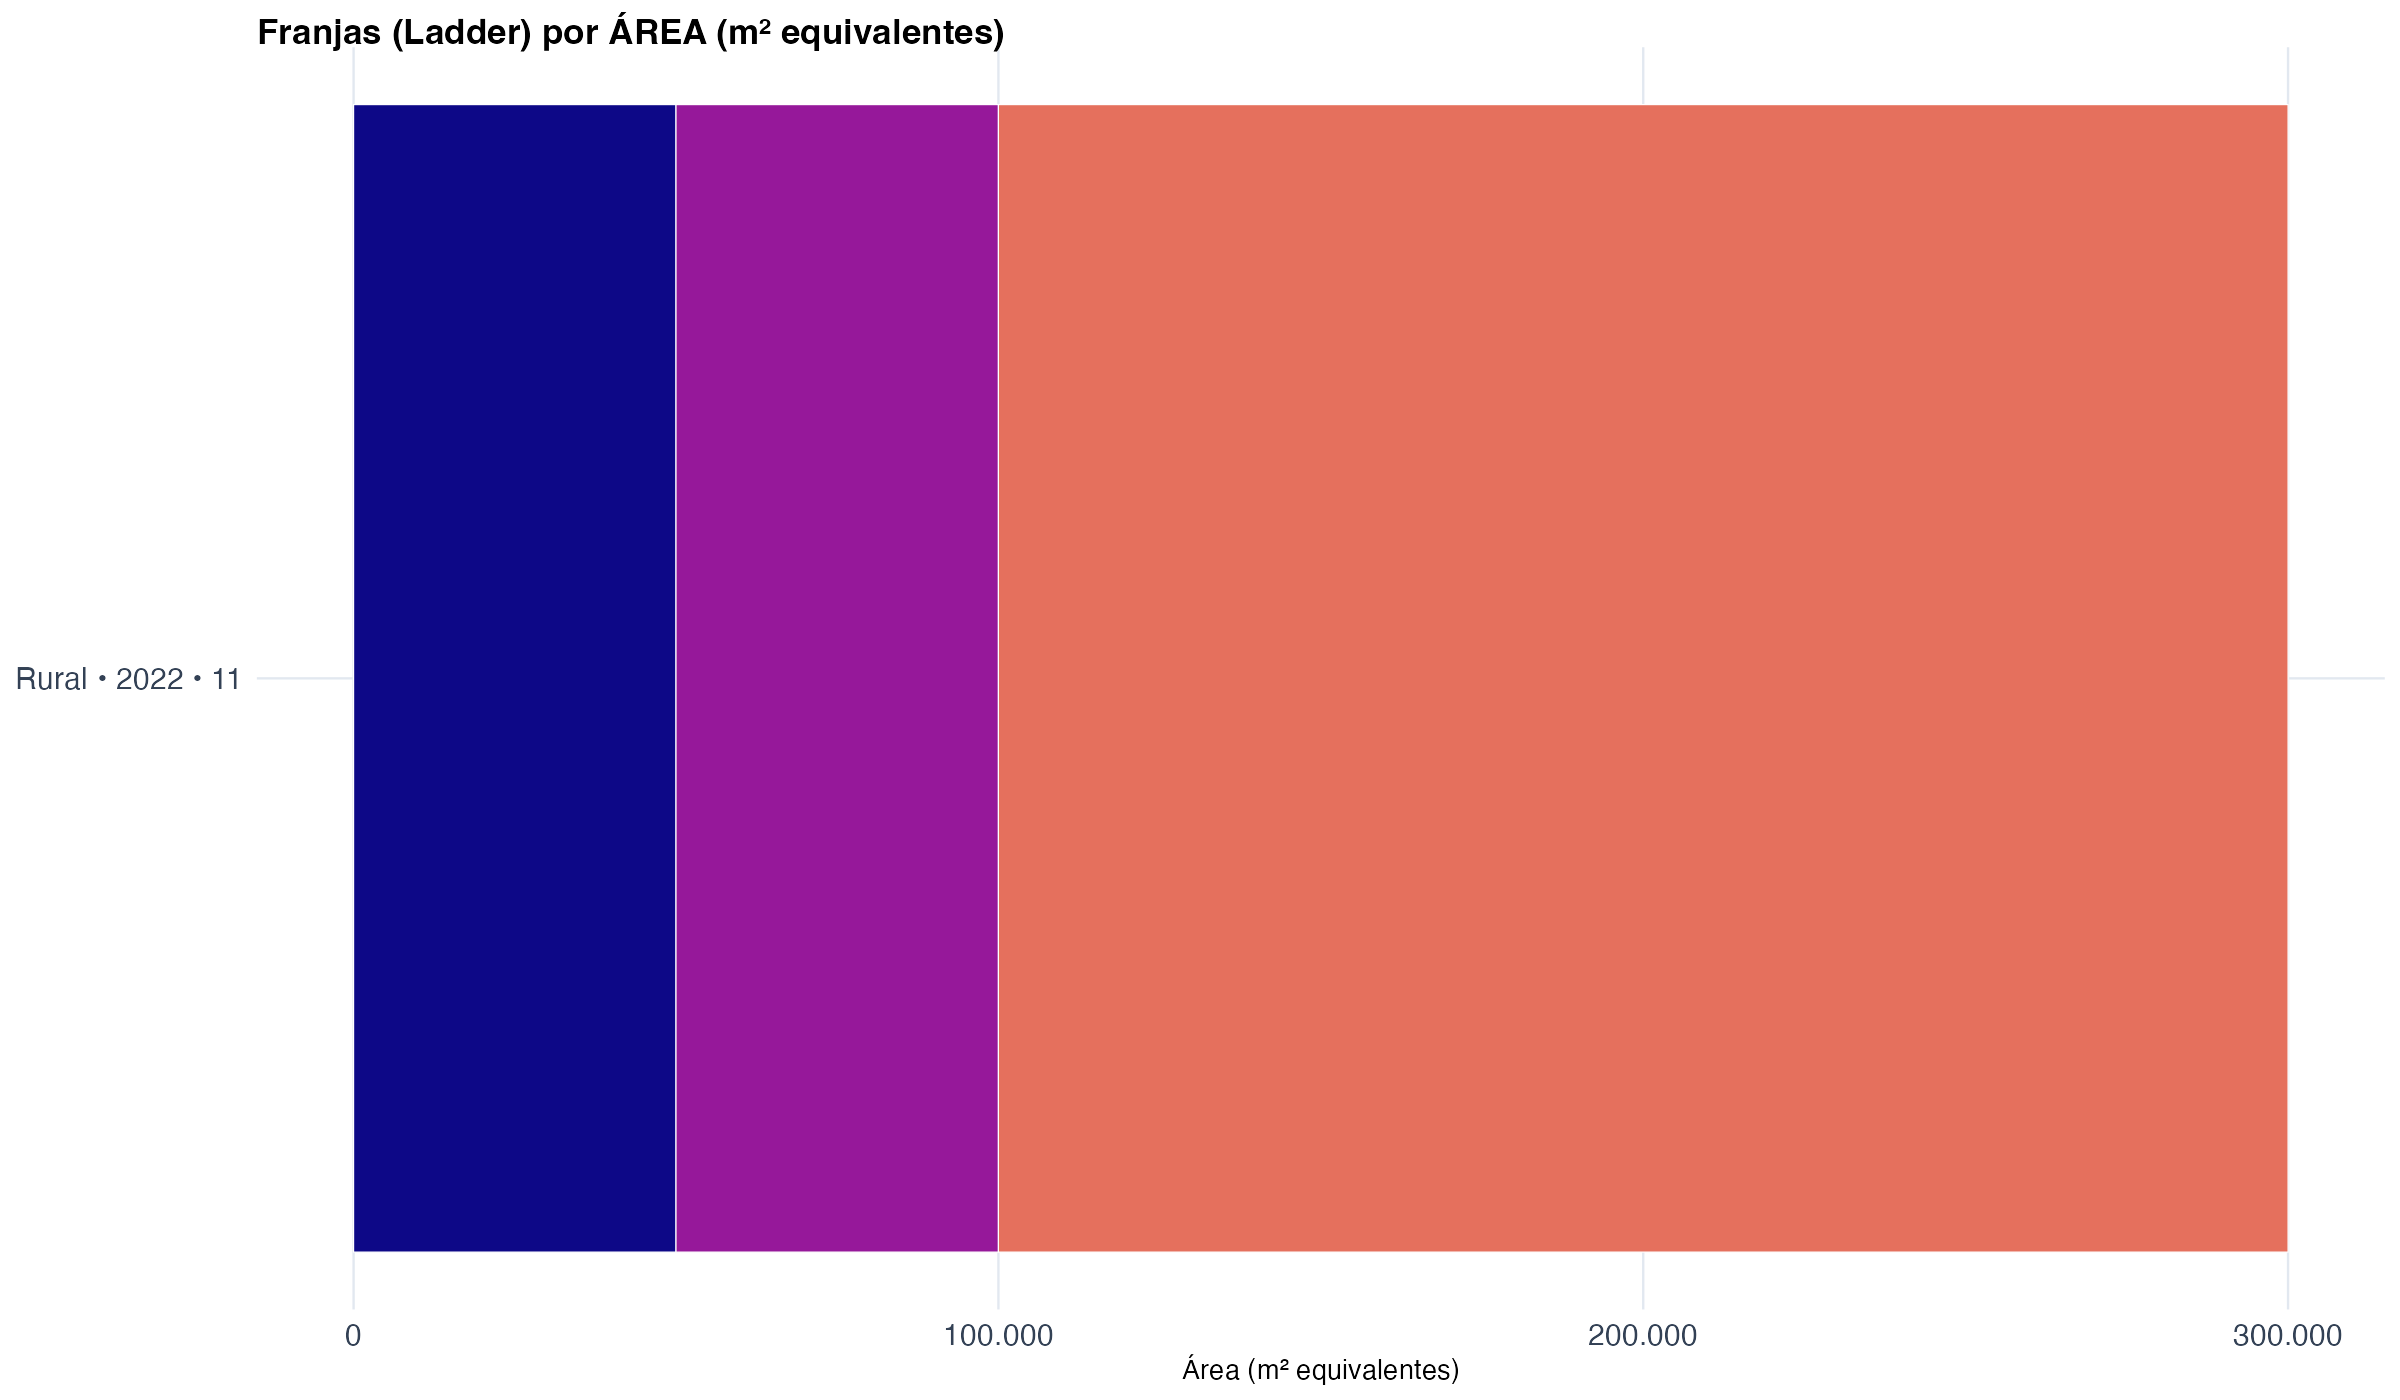 Franjas (Ladder) por ÁREA (m² equivalentes)
Rural • 2022 • 11
0
100.000
200.000
300.000
Área (m² equivalentes)